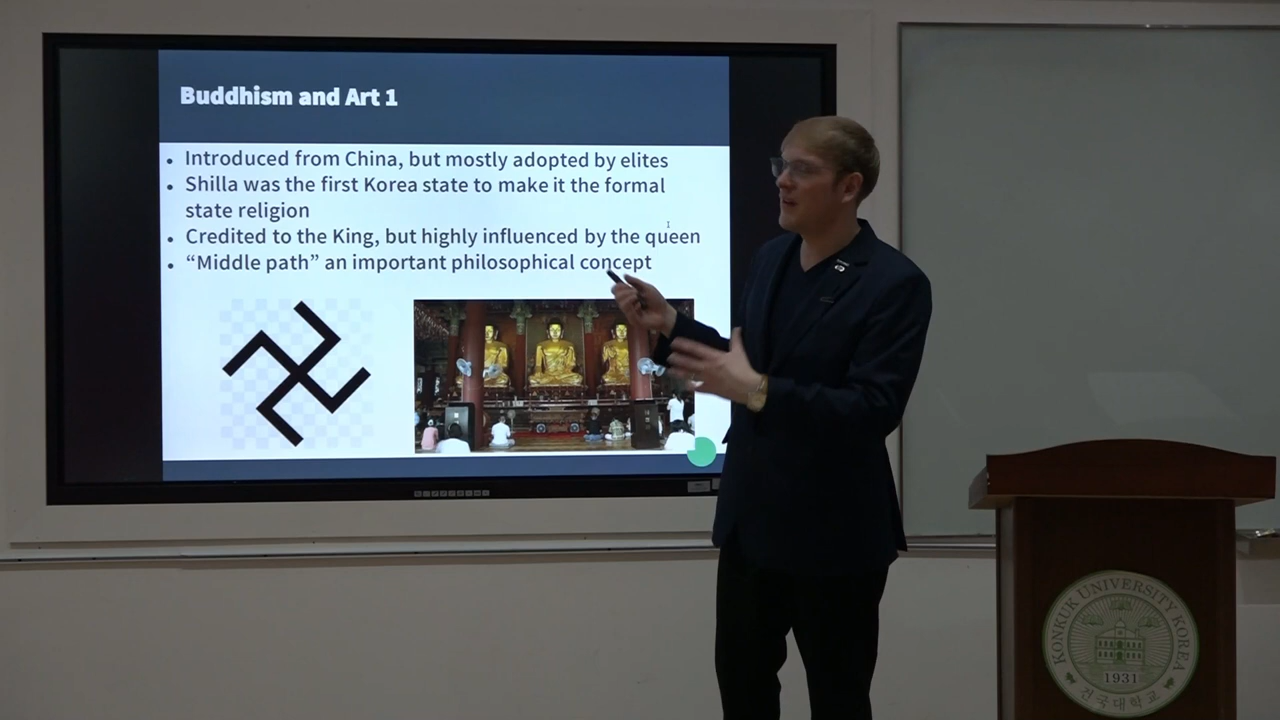 Buddhism and Art 1
• Introduced from China, but mostly adopted by elites
• Shilla was the first Korea state to make it the formal
state religion
• Credited to the King, but highly influenced by the queen
• “Middle path” an important philosophical concept
KONKUK UNIVERSITY KOREA
1931
건국대학교